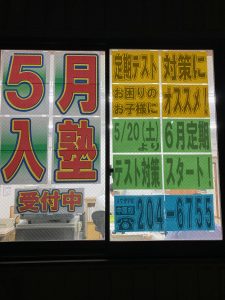 5月
入塾
受付中
定期テスト対策に
お困りの
お子様に
オススメ!
5/20(土)
より
6月定期
テスト対策スタート!
204-6755